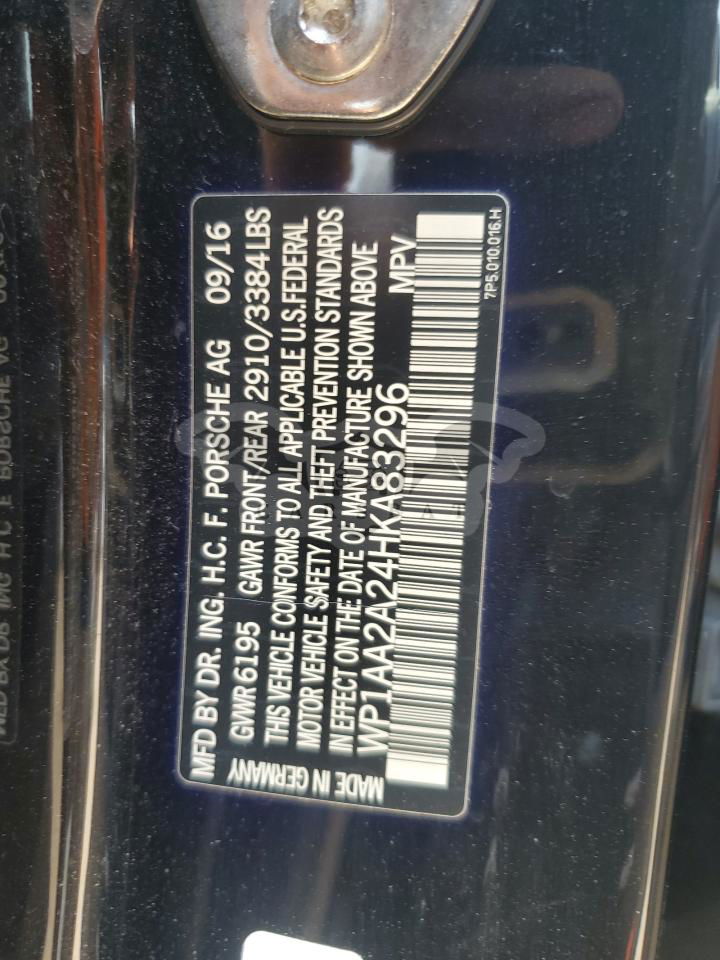 MFD BY DR. ING. H.C. F. PORSCHE AG 09/16
GWR 6195 GAWR FRONT/REAR 2910/3384LBS
THIS VEHICLE CONFORMS TO ALL APPLICABLE U.S.FEDERAL
MOTOR VEHICLE SAFETY AND THEFT PREVENTION STANDARDS
IN EFFECT ON THE DATE OF MANUFACTURE SHOWN ABOVE
WP1AA2A24HKA83296 MPV
MADE IN GERMANY
7P5.010.016.H